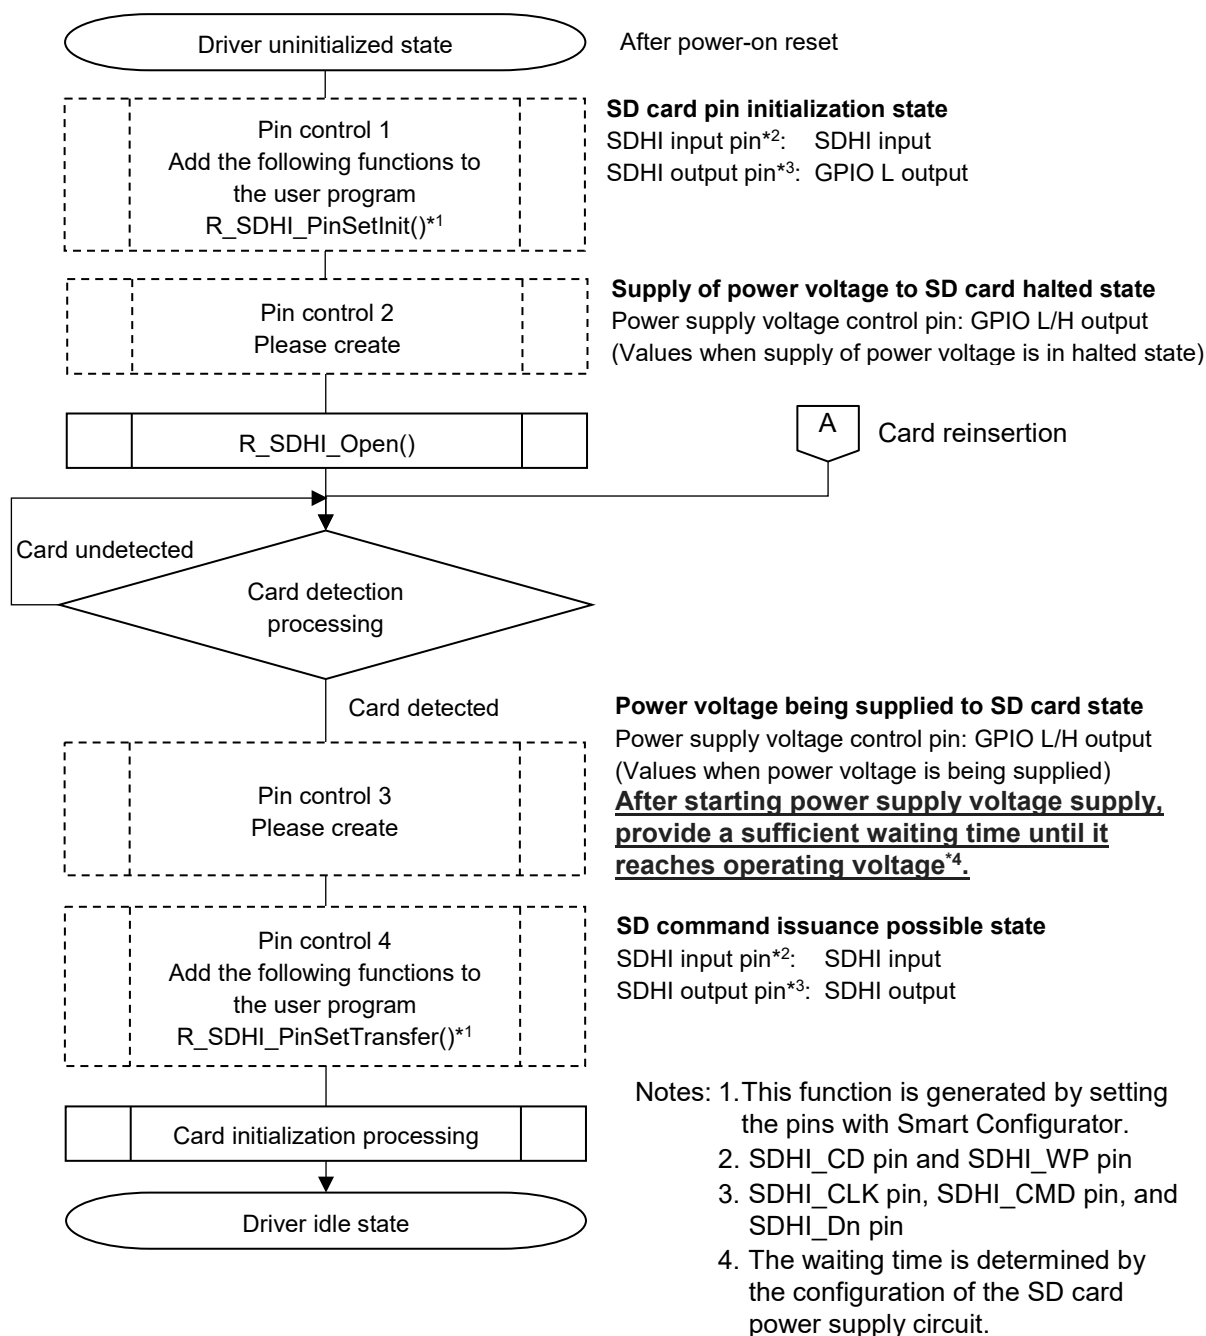 Driver uninitialized state
After power-on reset
Pin control 1
Add the following functions to
the user program
R_SDHI_PinSetInit()*1
SD card pin initialization state
SDHI input pin*2: SDHI input
SDHI output pin*3: GPIO L output
Pin control 2
Please create
Supply of power voltage to SD card halted state
Power supply voltage control pin: GPIO L/H output
(Values when supply of power voltage is in halted state)
R_SDHI_Open()
A
Card reinsertion
Card undetected
Card detection
processing
Card detected
Pin control 3
Please create
Power voltage being supplied to SD card state
Power supply voltage control pin: GPIO L/H output
(Values when power voltage is being supplied)
After starting power supply voltage supply,
provide a sufficient waiting time until it
reaches operating voltage*4.
Pin control 4
Add the following functions to
the user program
R_SDHI_PinSetTransfer()*1
SD command issuance possible state
SDHI input pin*2: SDHI input
SDHI output pin*3: SDHI output
Card initialization processing
Driver idle state
Notes: 1.This function is generated by setting
the pins with Smart Configurator.
2. SDHI_CD pin and SDHI_WP pin
3. SDHI_CLK pin, SDHI_CMD pin, and
SDHI_Dn pin
4. The waiting time is determined by
the configuration of the SD card
power supply circuit.